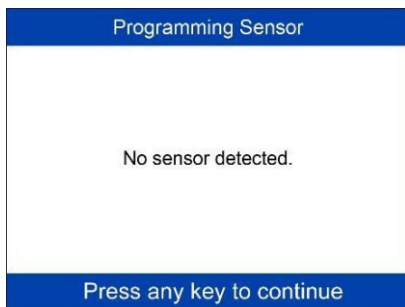 Programming Sensor
No sensor detected.
Press any key to continue